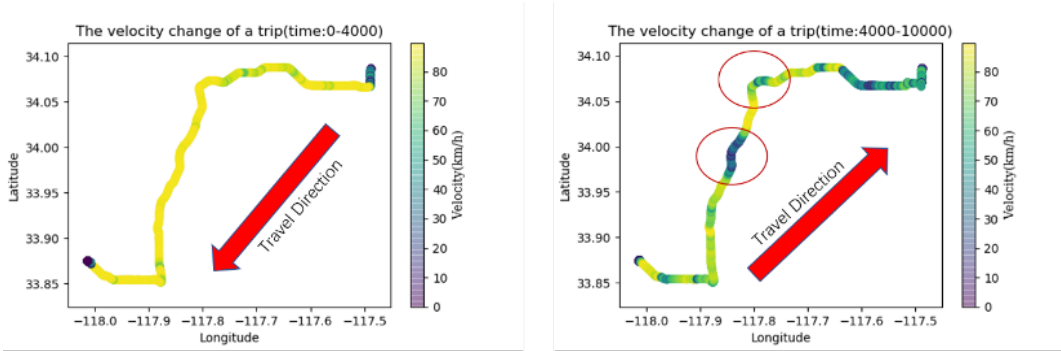 The velocity change of a trip(time:0-4000)
34.10
34.05
34.00
33.95
33.90
33.85
Latitude
−118.0 −117.9 −117.8 −117.7 −117.6 −117.5
Longitude
Travel Direction
80
70
60
50
40
30
20
10
0
Velocity(km/h)
The velocity change of a trip(time:4000-10000)
34.10
34.05
34.00
33.95
33.90
33.85
Latitude
−118.0 −117.9 −117.8 −117.7 −117.6 −117.5
Longitude
Travel Direction
80
70
60
50
40
30
20
10
0
Velocity(km/h)